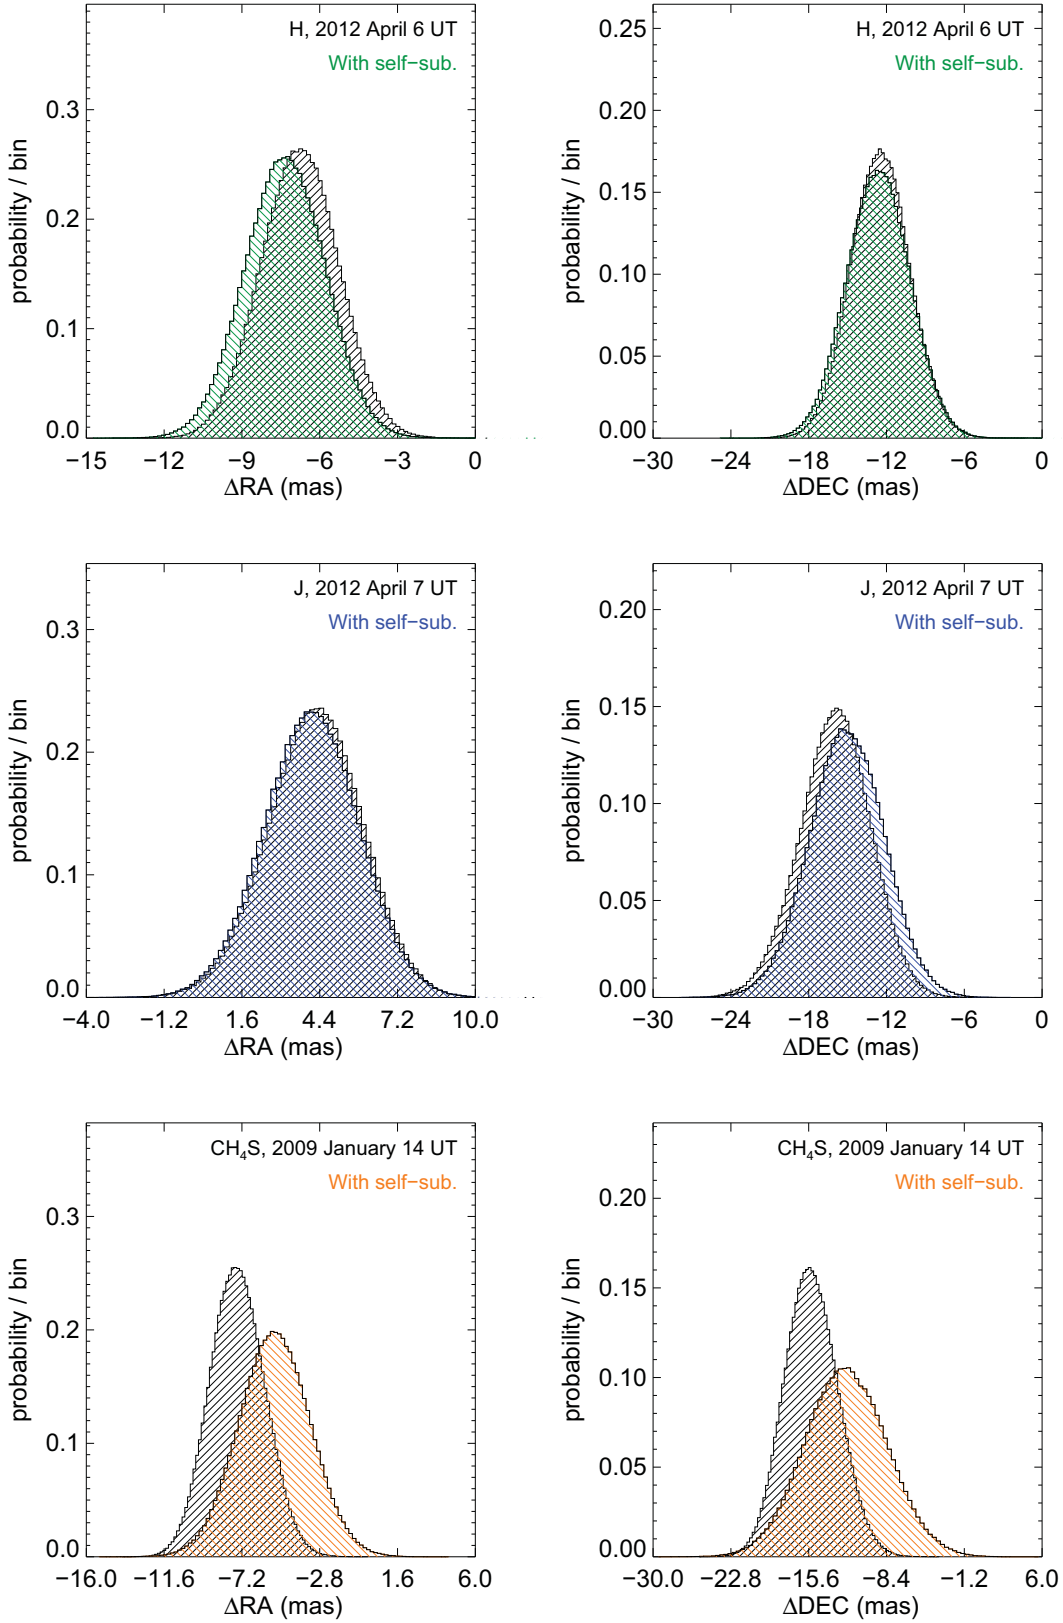 H, 2012 April 6 UT
With self−sub.
0.3
0.2
0.1
0.0
probability / bin
−15 −12 −9 −6 −3 0
ΔRA (mas)
H, 2012 April 6 UT
With self−sub.
0.25
0.20
0.15
0.10
0.05
0.00
probability / bin
−30 −24 −18 −12 −6 0
ΔDEC (mas)
J, 2012 April 7 UT
With self−sub.
0.3
0.2
0.1
0.0
probability / bin
−4.0 −1.2 1.6 4.4 7.2 10.0
ΔRA (mas)
J, 2012 April 7 UT
With self−sub.
0.20
0.15
0.10
0.05
0.00
probability / bin
−30 −24 −18 −12 −6 0
ΔDEC (mas)
CH₄S, 2009 January 14 UT
With self−sub.
0.3
0.2
0.1
0.0
probability / bin
−16.0 −11.6 −7.2 −2.8 1.6 6.0
ΔRA (mas)
CH₄S, 2009 January 14 UT
With self−sub.
0.20
0.15
0.10
0.05
0.00
probability / bin
−30.0 −22.8 −15.6 −8.4 −1.2 6.0
ΔDEC (mas)